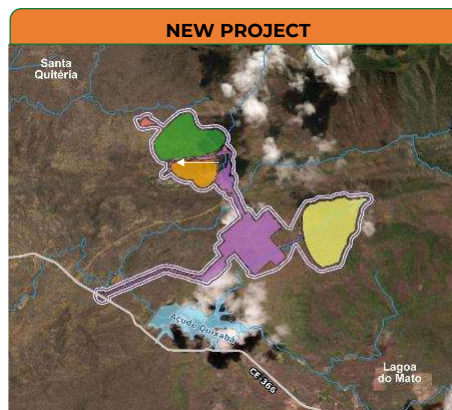 NEW PROJECT
Santa
Quitéria
Açude Quixaba
CE-366
Lagoa
do Mato